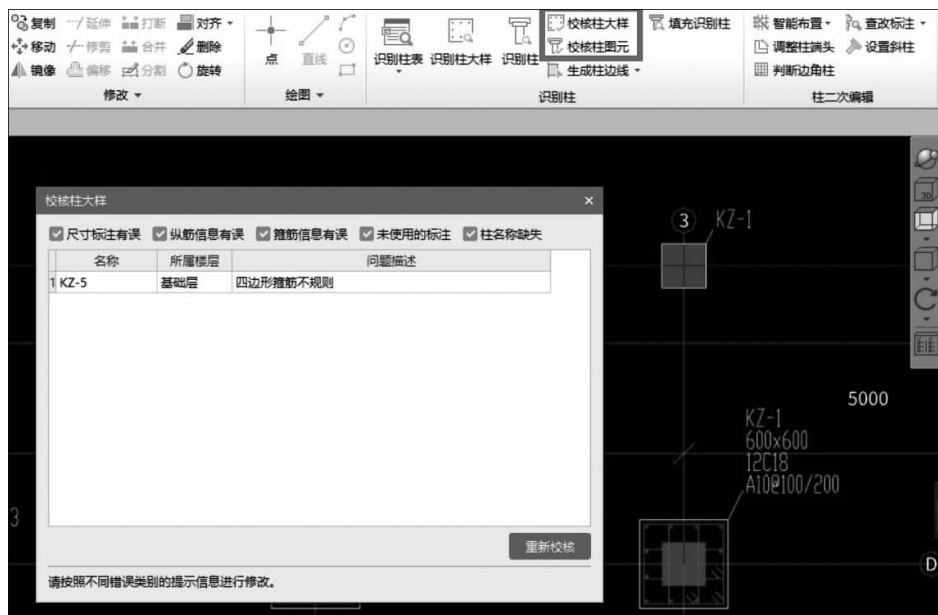 复制 延伸 打断 对齐
移动 修剪 合并 删除
镜像 偏移 分割 旋转
修改
点 直线
绘图
识别柱表 识别柱大样 识别柱
校核柱大样
校核柱图元
生成柱边线
填充识别柱
识别柱
智能布置 查改标注
调整柱端头 设置斜柱
判断边角柱
柱二次编辑
3D
校核柱大样 ×
尺寸标注有误 纵筋信息有误 箍筋信息有误 未使用的标注 柱名称缺失
名称 所属楼层 问题描述
1 KZ-5 基础层 四边形箍筋不规则
重新校核
请按照不同错误类别的提示信息进行修改。
3 KZ-1
5000
KZ-1
600x600
12C18
A10@100/200
3
D